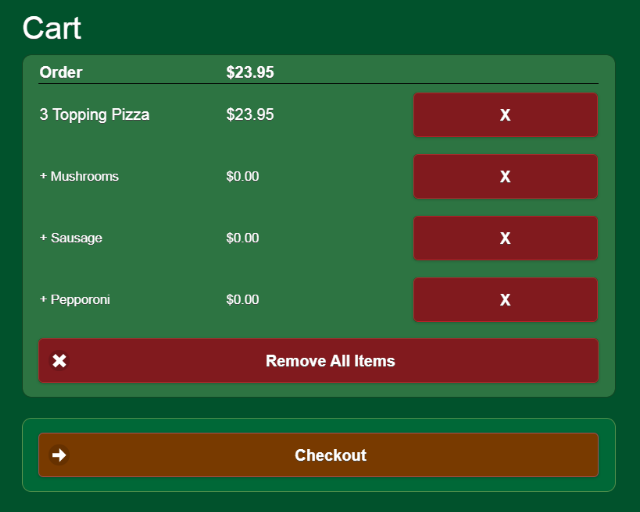 Cart
Order $23.95
3 Topping Pizza $23.95 X
+ Mushrooms $0.00 X
+ Sausage $0.00 X
+ Pepporoni $0.00 X
Remove All Items
Checkout